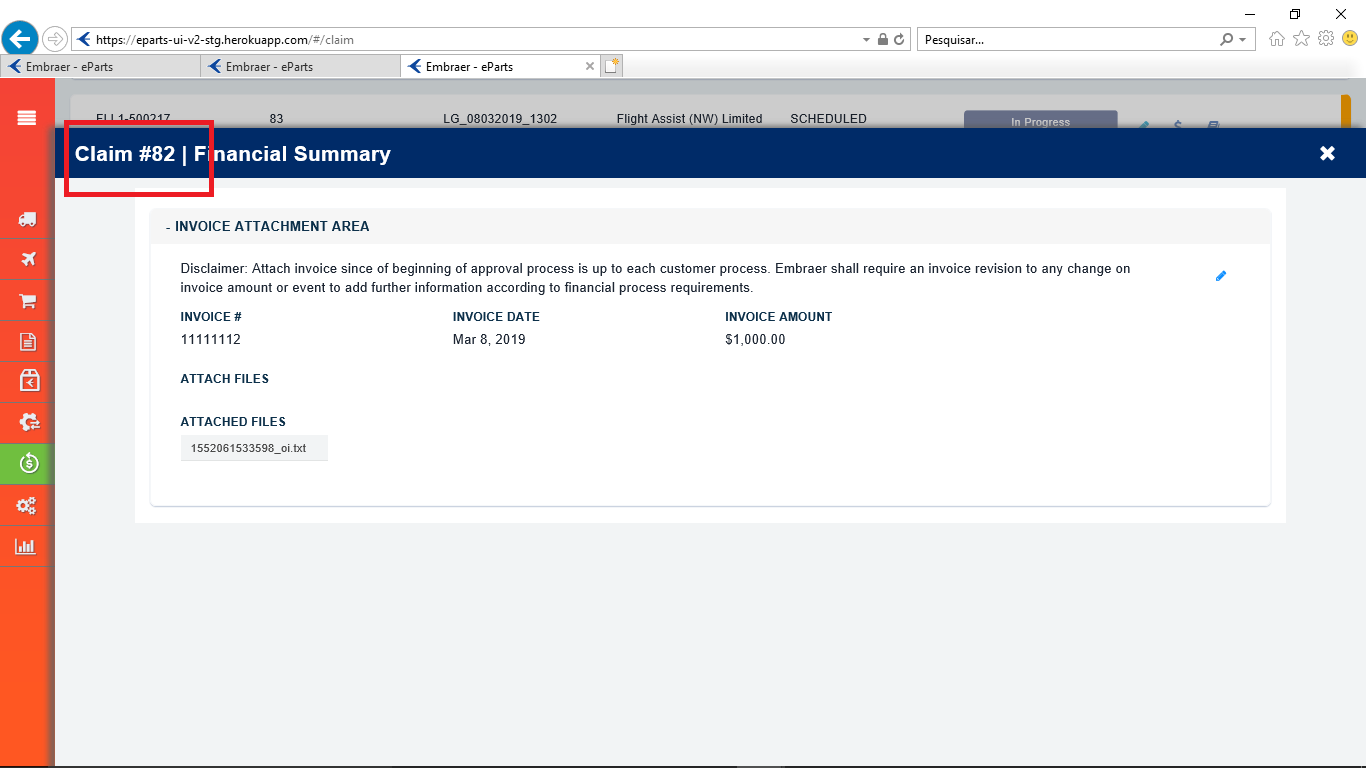 https://eparts-ui-v2-stg.herokuapp.com/#/claim
Pesquisar...
Embraer - eParts
Embraer - eParts
Embraer - eParts
83 LG_08032019_1302 Flight Assist (NW) Limited SCHEDULED In Progress
Claim #82 | Financial Summary
- INVOICE ATTACHMENT AREA
Disclaimer: Attach invoice since of beginning of approval process is up to each customer process. Embraer shall require an invoice revision to any change on
invoice amount or event to add further information according to financial process requirements.
INVOICE # INVOICE DATE INVOICE AMOUNT
11111112 Mar 8, 2019 $1,000.00
ATTACH FILES
ATTACHED FILES
1552061533598_oi.txt